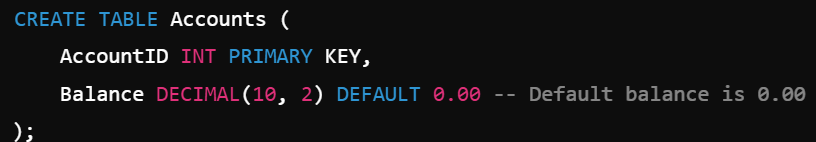 CREATE TABLE Accounts (
    AccountID INT PRIMARY KEY,
    Balance DECIMAL(10, 2) DEFAULT 0.00 -- Default balance is 0.00
);